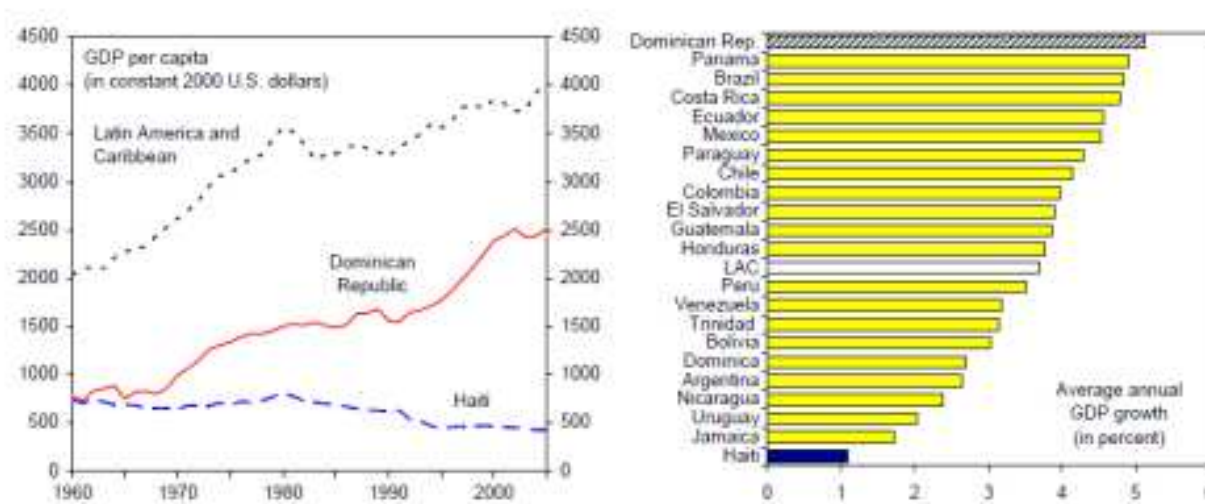 4500 4500
GDP per capita
(in constant 2000 U.S. dollars)
4000 4000
Latin America and
Caribbean
3500 3500
3000 3000
2500 2500
Dominican
Republic
2000 2000
1500 1500
1000 1000
Haiti
500 500
0 0
1960 1970 1980 1990 2000
Dominican Rep.
Panama
Brazil
Costa Rica
Ecuador
Mexico
Paraguay
Chile
Colombia
El Salvador
Guatemala
Honduras
LAC
Peru
Venezuela
Trinidad
Bolivia
Dominica
Argentina
Nicaragua
Uruguay
Jamaica
Haiti
Average annual
GDP growth
(in percent)
0 1 2 3 4 5